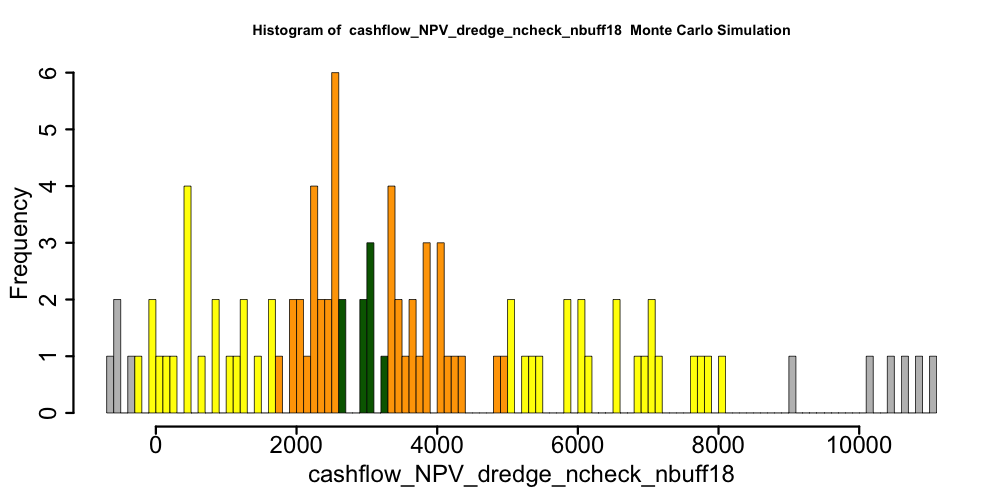 Histogram of  cashflow_NPV_dredge_ncheck_nbuff18  Monte Carlo Simulation
Frequency
6
5
4
3
2
1
0
0 2000 4000 6000 8000 10000
cashflow_NPV_dredge_ncheck_nbuff18